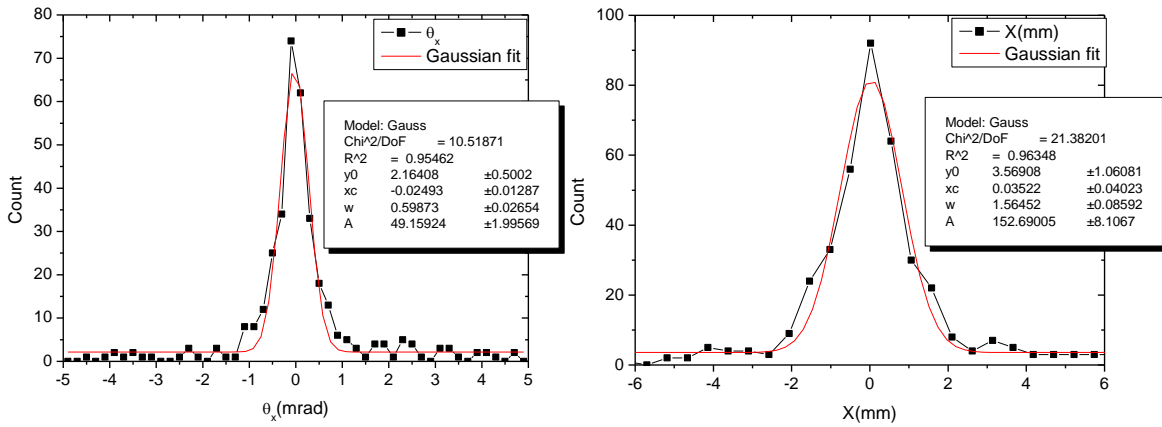 80
70
60
50
40
30
20
10
0
Count
-5 -4 -3 -2 -1 0 1 2 3 4 5
θx(mrad)
θx
Gaussian fit
Model: Gauss
Chi^2/DoF = 10.51871
R^2 = 0.95462
y0 2.16408 ±0.5002
xc -0.02493 ±0.01287
w 0.59873 ±0.02654
A 49.15924 ±1.99569
100
80
60
40
20
0
Count
-6 -4 -2 0 2 4 6
X(mm)
X(mm)
Gaussian fit
Model: Gauss
Chi^2/DoF = 21.38201
R^2 = 0.96348
y0 3.56908 ±1.06081
xc 0.03522 ±0.04023
w 1.56452 ±0.08592
A 152.69005 ±8.1067